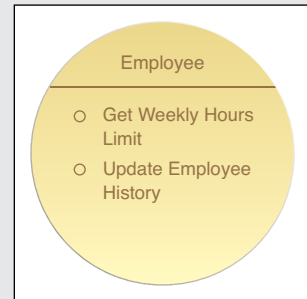 Employee
Get Weekly Hours
Limit
Update Employee
History